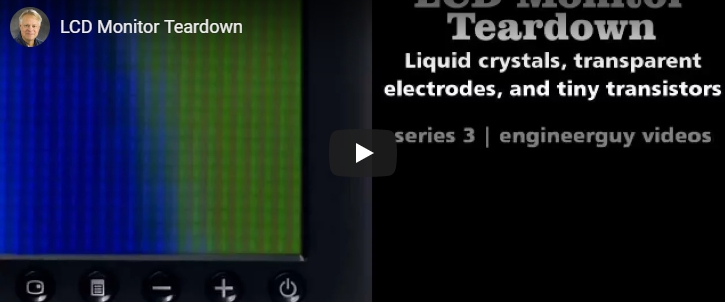 LCD Monitor Teardown
LCD Monitor
Teardown
Liquid crystals, transparent
electrodes, and tiny transistors
series 3 | engineerguy videos